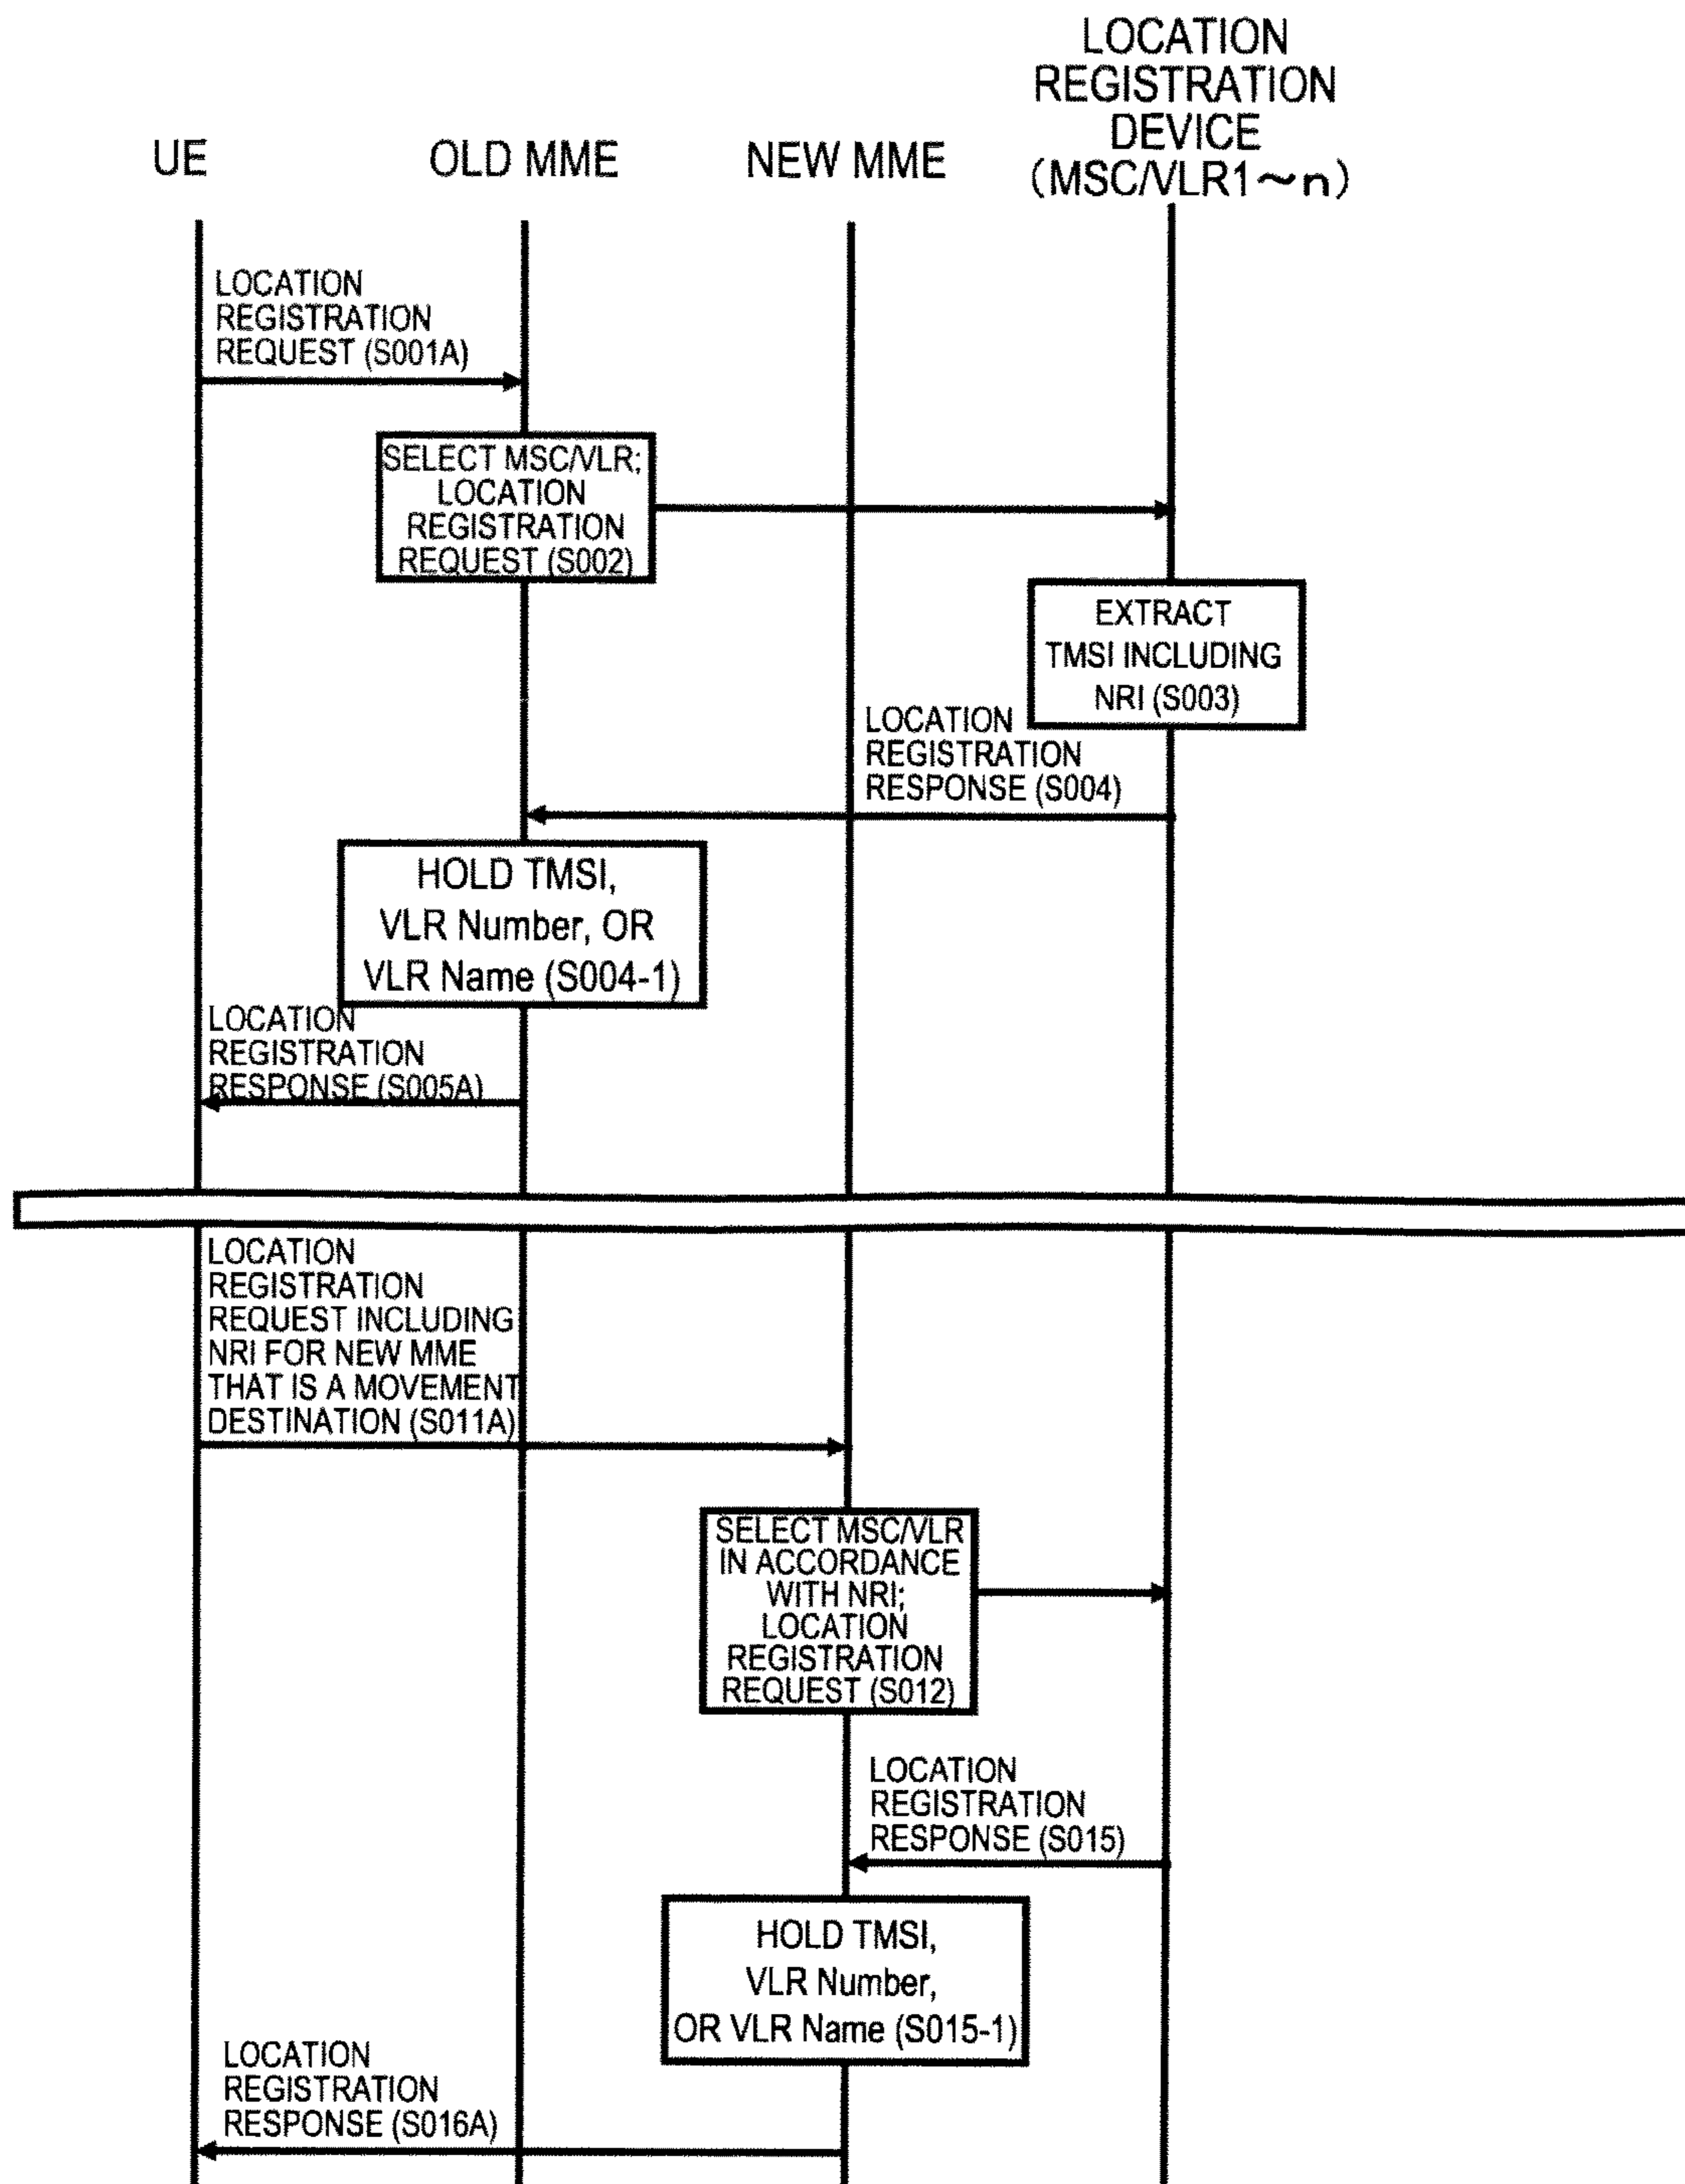 LOCATION
REGISTRATION
DEVICE
(MSC/VLR1~n)
UE
OLD MME
NEW MME
LOCATION
REGISTRATION
REQUEST (S001A)
SELECT MSC/VLR;
LOCATION
REGISTRATION
REQUEST (S002)
EXTRACT
TMSI INCLUDING
NRI (S003)
LOCATION
REGISTRATION
RESPONSE (S004)
HOLD TMSI,
VLR Number, OR
VLR Name (S004-1)
LOCATION
REGISTRATION
RESPONSE (S005A)
LOCATION
REGISTRATION
REQUEST INCLUDING
NRI FOR NEW MME
THAT IS A MOVEMENT
DESTINATION (S011A)
SELECT MSC/VLR
IN ACCORDANCE
WITH NRI;
LOCATION
REGISTRATION
REQUEST (S012)
LOCATION
REGISTRATION
RESPONSE (S015)
HOLD TMSI,
VLR Number,
OR VLR Name (S015-1)
LOCATION
REGISTRATION
RESPONSE (S016A)